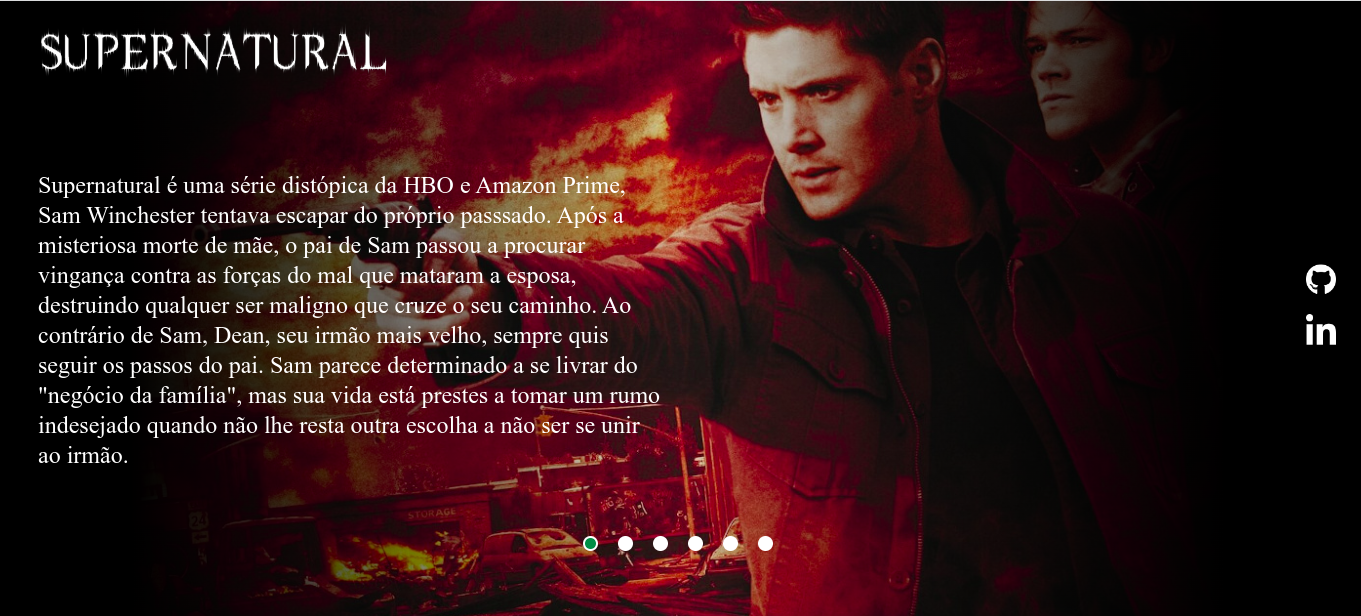 SUPERNATURAL
Supernatural é uma série distópica da HBO e Amazon Prime,
Sam Winchester tentava escapar do próprio passsado. Após a
misteriosa morte de mãe, o pai de Sam passou a procurar
vingança contra as forças do mal que mataram a esposa,
destruindo qualquer ser maligno que cruze o seu caminho. Ao
contrário de Sam, Dean, seu irmão mais velho, sempre quis
seguir os passos do pai. Sam parece determinado a se livrar do
"negócio da família", mas sua vida está prestes a tomar um rumo
indesejado quando não lhe resta outra escolha a não ser se unir
ao irmão.
in
24
STORAGE